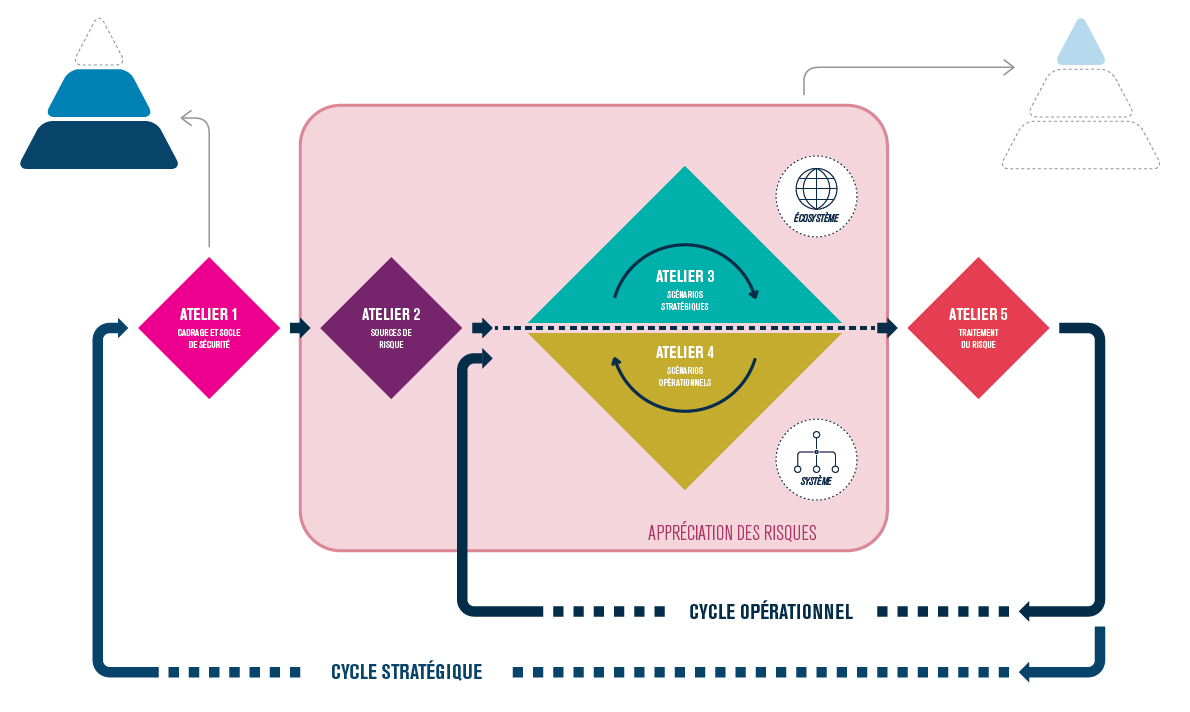 ÉCOSYSTÈME
ATELIER 1
CADRAGE ET SOCLE
DE SÉCURITÉ
ATELIER 2
SOURCES DE
RISQUE
ATELIER 3
SCÉNARIOS
STRATÉGIQUES
ATELIER 4
SCÉNARIOS
OPÉRATIONNELS
ATELIER 5
TRAITEMENT
DU RISQUE
SYSTÈME
APPRÉCIATION DES RISQUES
CYCLE OPÉRATIONNEL
CYCLE STRATÉGIQUE